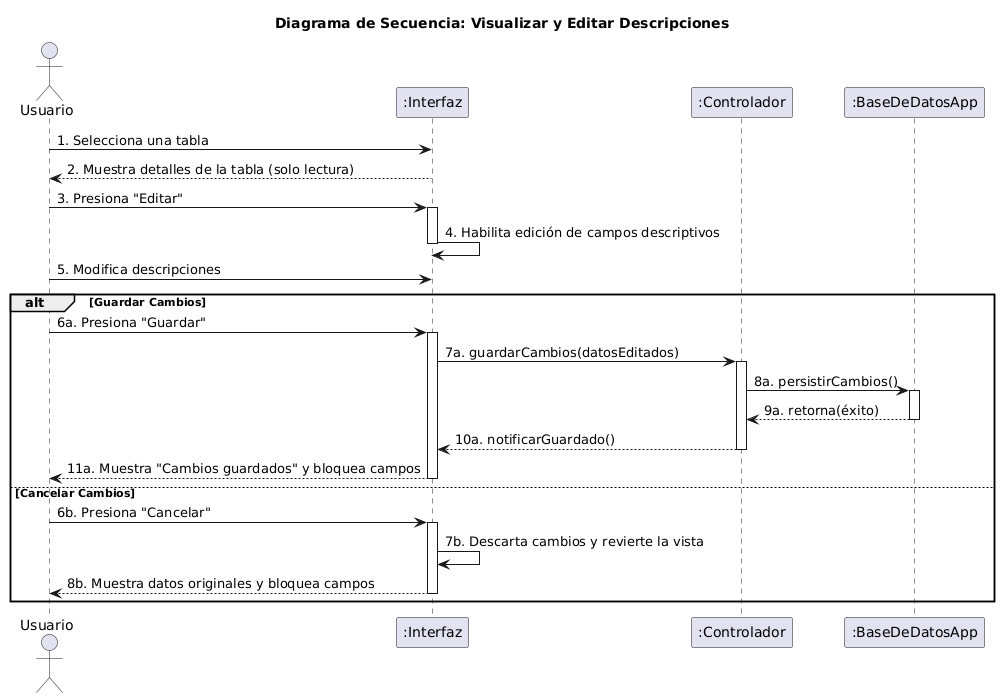 Diagrama de Secuencia: Visualizar y Editar Descripciones
Usuario
:Interfaz
:Controlador
:BaseDeDatosApp
1. Selecciona una tabla
2. Muestra detalles de la tabla (solo lectura)
3. Presiona "Editar"
4. Habilita edición de campos descriptivos
5. Modifica descripciones
alt
[Guardar Cambios]
6a. Presiona "Guardar"
7a. guardarCambios(datosEditados)
8a. persistirCambios()
9a. retorna(éxito)
10a. notificarGuardado()
11a. Muestra "Cambios guardados" y bloquea campos
[Cancelar Cambios]
6b. Presiona "Cancelar"
7b. Descarta cambios y revierte la vista
8b. Muestra datos originales y bloquea campos
Usuario
:Interfaz
:Controlador
:BaseDeDatosApp